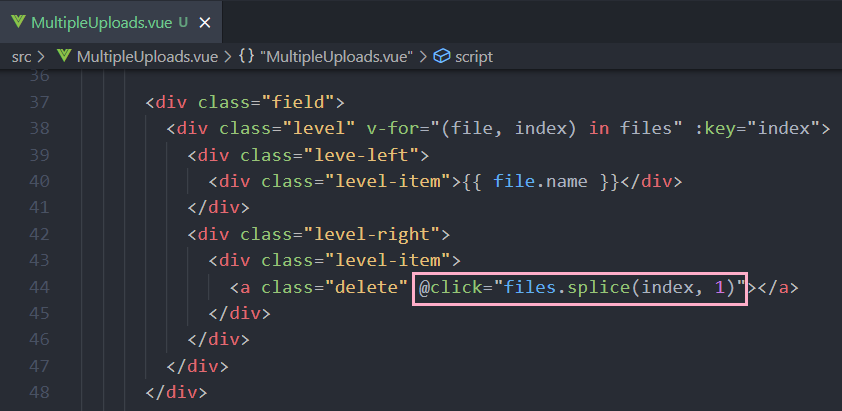 MultipleUploads.vue U ×
src > MultipleUploads.vue > {} "MultipleUploads.vue" > script
36
37 <div class="field">
38 <div class="level" v-for="(file, index) in files" :key="index">
39 <div class="leve-left">
40 <div class="level-item">{{ file.name }}</div>
41 </div>
42 <div class="level-right">
43 <div class="level-item">
44 <a class="delete" @click="files.splice(index, 1)"></a>
45 </div>
46 </div>
47 </div>
48 </div>